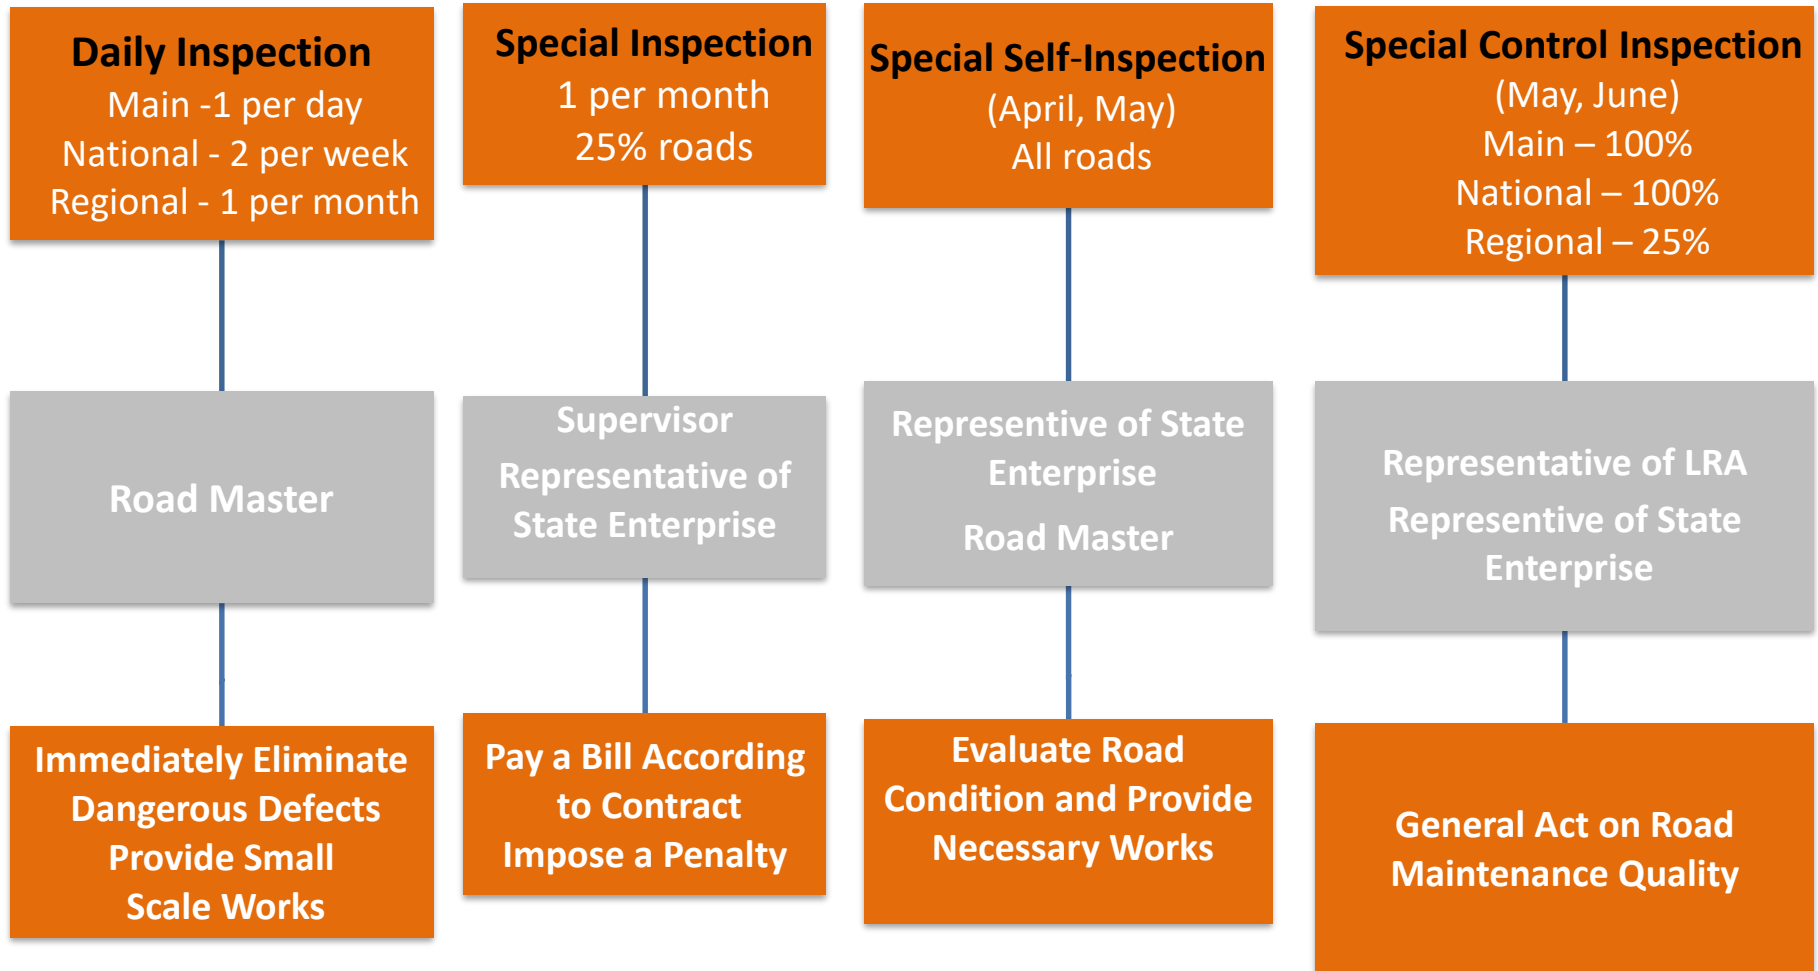 Daily Inspection
Main -1 per day
National - 2 per week
Regional - 1 per month
Road Master
Immediately Eliminate
Dangerous Defects
Provide Small
Scale Works
Special Inspection
1 per month
25% roads
Supervisor
Representative of
State Enterprise
Pay a Bill According
to Contract
Impose a Penalty
Special Self-Inspection
(April, May)
All roads
Representive of State
Enterprise
Road Master
Evaluate Road
Condition and Provide
Necessary Works
Special Control Inspection
(May, June)
Main – 100%
National – 100%
Regional – 25%
Representative of LRA
Representive of State
Enterprise
General Act on Road
Maintenance Quality